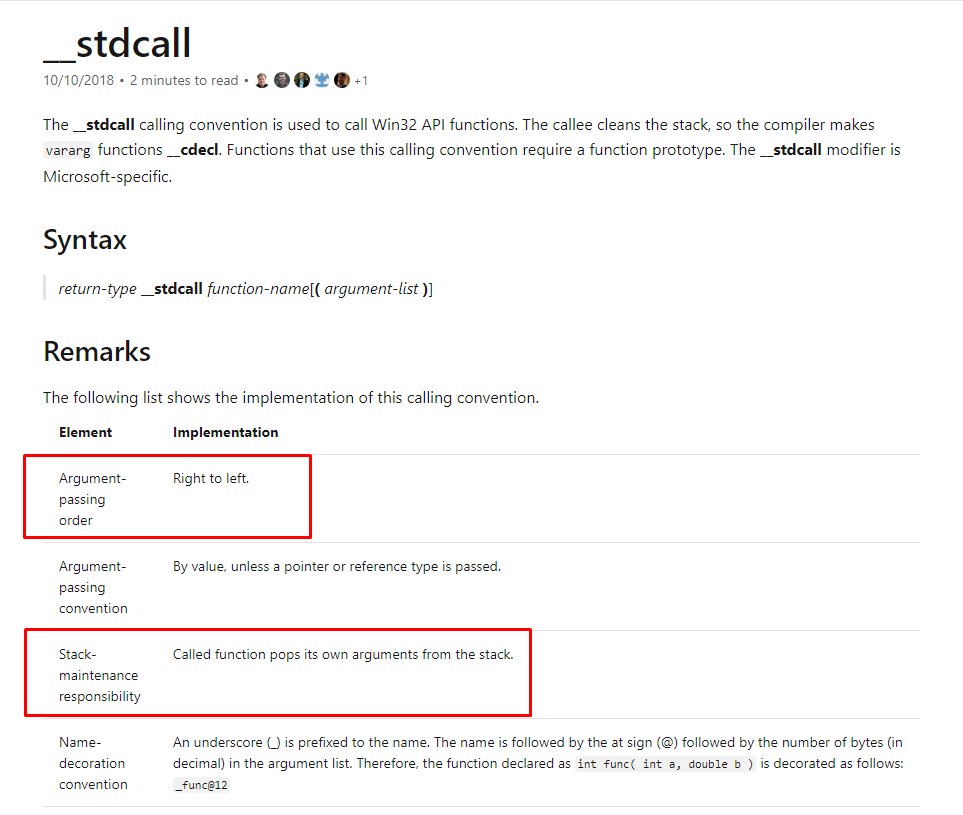 __stdcall
10/10/2018 • 2 minutes to read • +1
The __stdcall calling convention is used to call Win32 API functions. The callee cleans the stack, so the compiler makes
vararg functions __cdecl. Functions that use this calling convention require a function prototype. The __stdcall modifier is
Microsoft-specific.
Syntax
return-type __stdcall function-name[( argument-list )]
Remarks
The following list shows the implementation of this calling convention.
Element Implementation
Argument- Right to left.
passing
order
Argument- By value, unless a pointer or reference type is passed.
passing
convention
Stack- Called function pops its own arguments from the stack.
maintenance
responsibility
Name- An underscore (_) is prefixed to the name. The name is followed by the at sign (@) followed by the number of bytes (in
decoration decimal) in the argument list. Therefore, the function declared as int func( int a, double b ) is decorated as follows:
convention _func@12